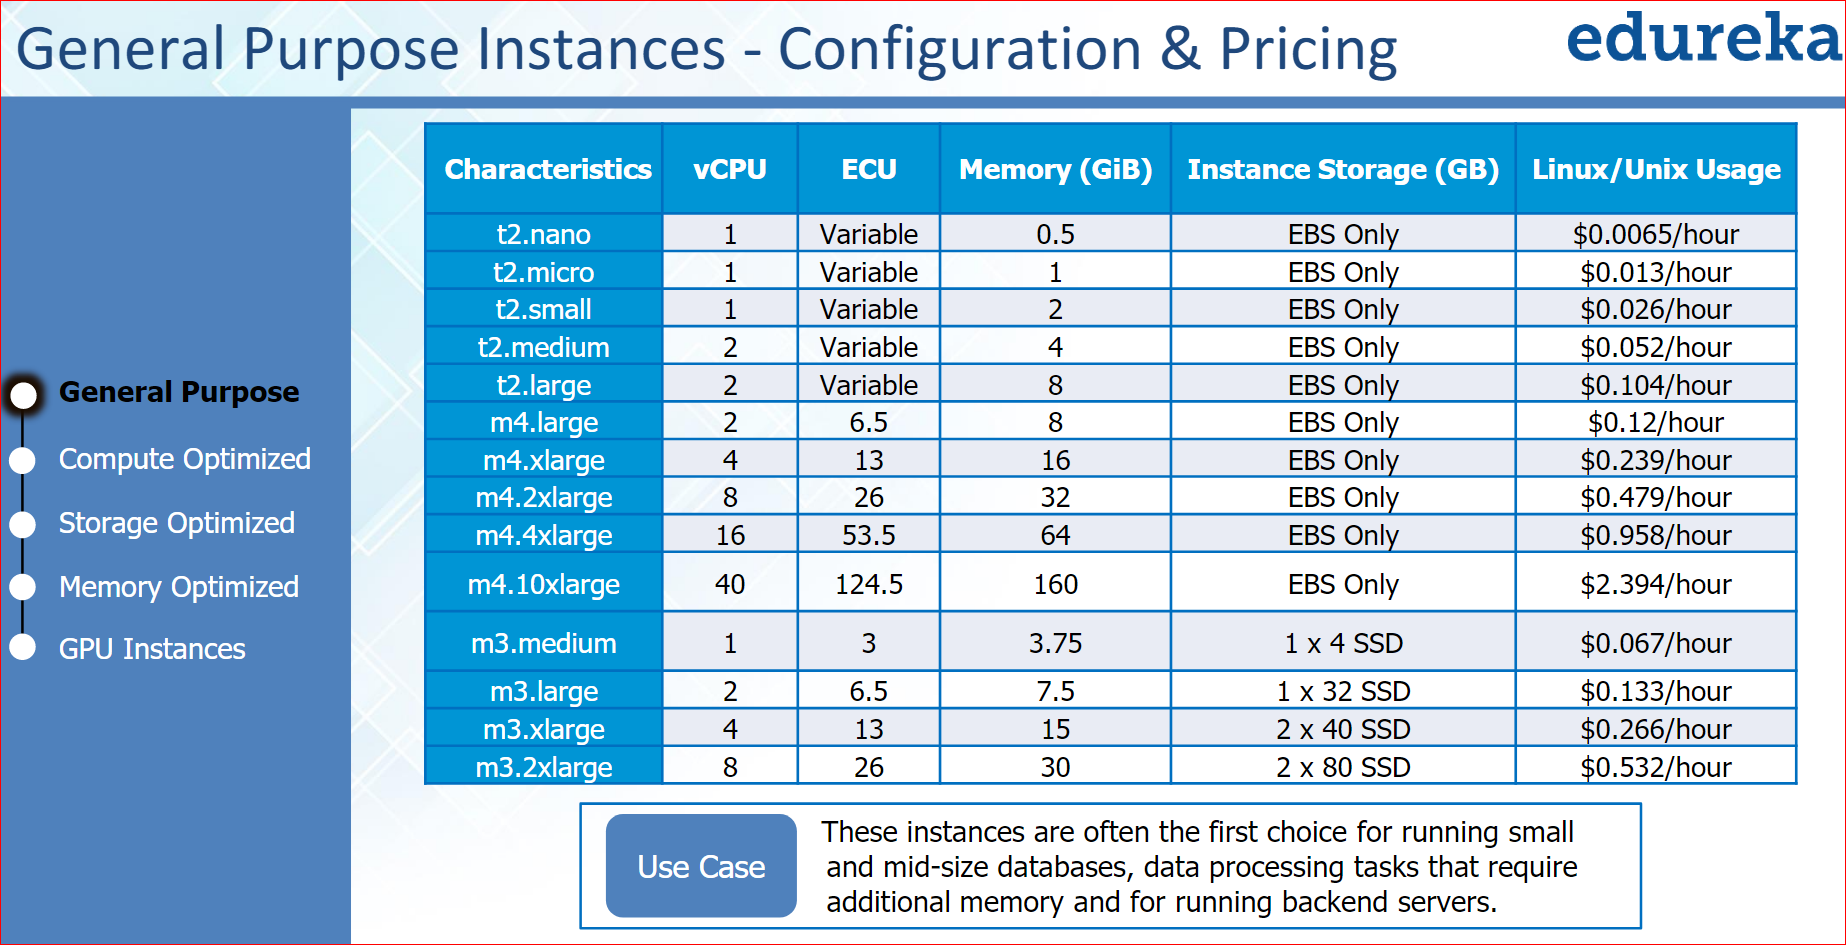 General Purpose Instances - Configuration & Pricing
edureka
General Purpose
Compute Optimized
Storage Optimized
Memory Optimized
GPU Instances
Characteristics vCPU ECU Memory (GiB) Instance Storage (GB) Linux/Unix Usage
t2.nano 1 Variable 0.5 EBS Only $0.0065/hour
t2.micro 1 Variable 1 EBS Only $0.013/hour
t2.small 1 Variable 2 EBS Only $0.026/hour
t2.medium 2 Variable 4 EBS Only $0.052/hour
t2.large 2 Variable 8 EBS Only $0.104/hour
m4.large 2 6.5 8 EBS Only $0.12/hour
m4.xlarge 4 13 16 EBS Only $0.239/hour
m4.2xlarge 8 26 32 EBS Only $0.479/hour
m4.4xlarge 16 53.5 64 EBS Only $0.958/hour
m4.10xlarge 40 124.5 160 EBS Only $2.394/hour
m3.medium 1 3 3.75 1 x 4 SSD $0.067/hour
m3.large 2 6.5 7.5 1 x 32 SSD $0.133/hour
m3.xlarge 4 13 15 2 x 40 SSD $0.266/hour
m3.2xlarge 8 26 30 2 x 80 SSD $0.532/hour
Use Case
These instances are often the first choice for running small
and mid-size databases, data processing tasks that require
additional memory and for running backend servers.